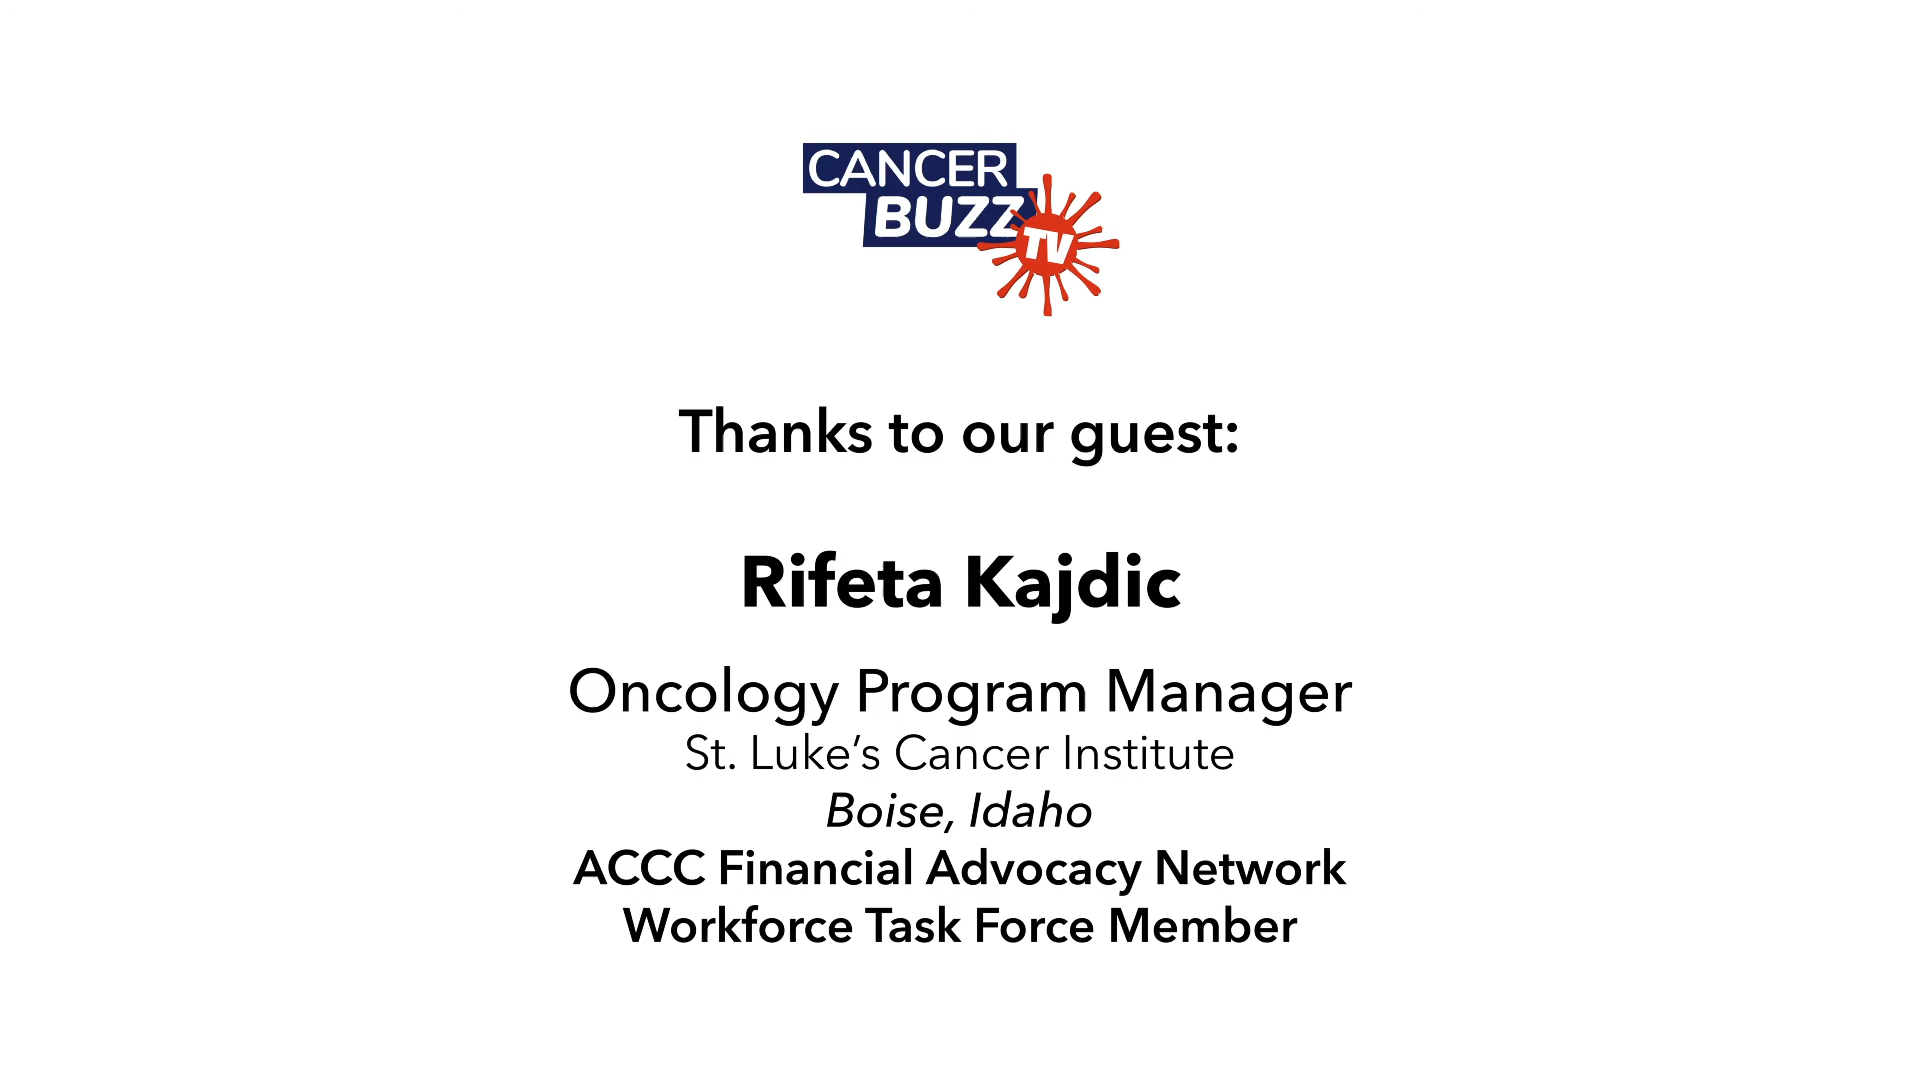 CANCER
BUZZ
TV
Thanks to our guest:
Rifeta Kajdic
Oncology Program Manager
St. Luke’s Cancer Institute
Boise, Idaho
ACCC Financial Advocacy Network
Workforce Task Force Member